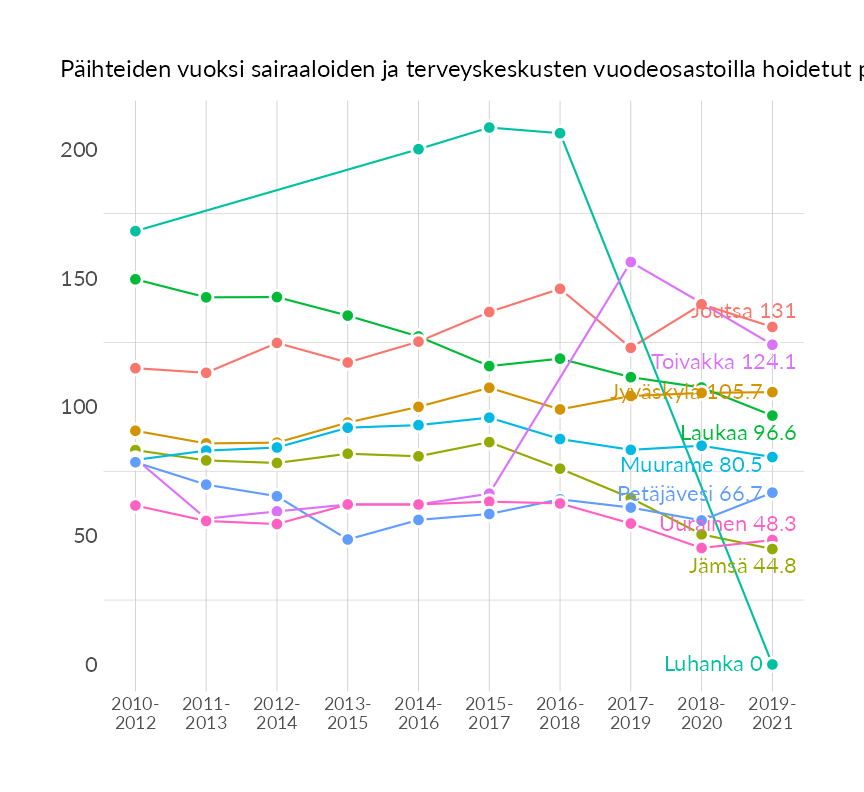 Päihteiden vuoksi sairaaloiden ja terveyskeskusten vuodeosastoilla hoidetut
200
150
100
50
0
Joutsa 131
Toivakka 124.1
Jyväskylä 105.7
Laukaa 96.6
Muurame 80.5
Petäjävesi 66.7
Uurainen 48.3
Jämsä 44.8
Luhanka 0
2010- 2011- 2012- 2013- 2014- 2015- 2016- 2017- 2018- 2019-
2012 2013 2014 2015 2016 2017 2018 2019 2020 2021